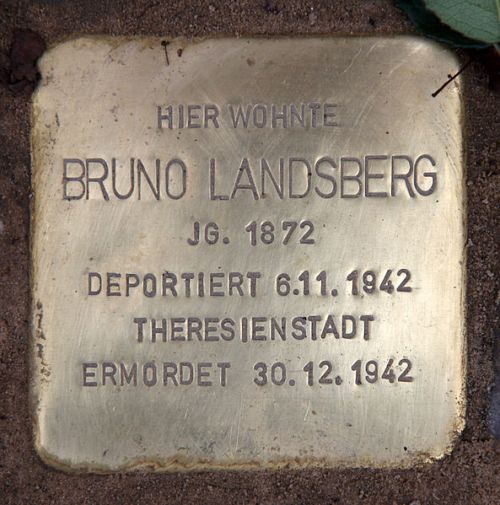 HIER WOHNTE
BRUNO LANDSBERG
JG. 1872
DEPORTIERT 6.11.1942
THERESIENSTADT
ERMORDET 30.12.1942